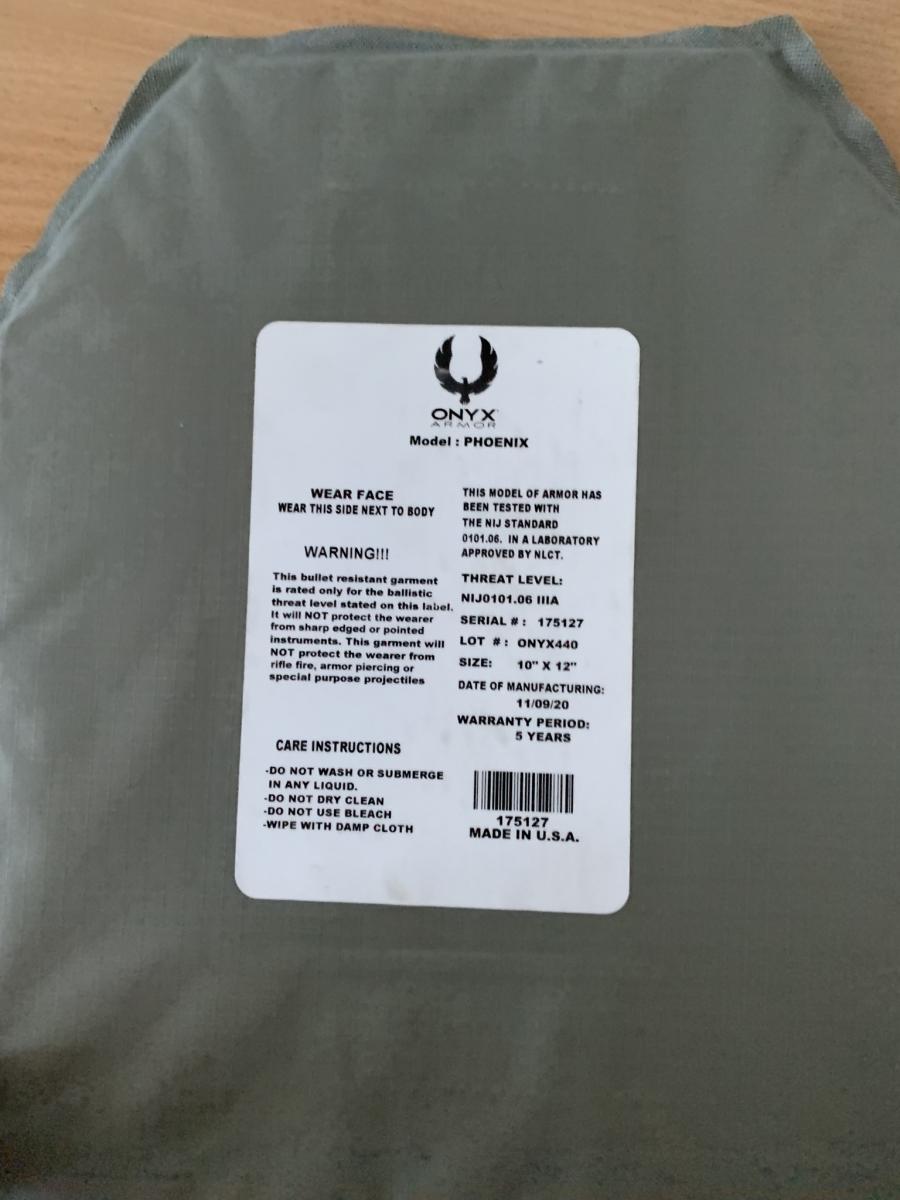 ONYX
ARMOR
Model : PHOENIX
WEAR FACE
WEAR THIS SIDE NEXT TO BODY
WARNING!!!
This bullet resistant garment
is rated only for the ballistic
threat level stated on this label.
It will NOT protect the wearer
from sharp edged or pointed
instruments. This garment will
NOT protect the wearer from
rifle fire, armor piercing or
special purpose projectiles
CARE INSTRUCTIONS
-DO NOT WASH OR SUBMERGE
IN ANY LIQUID.
-DO NOT DRY CLEAN
-DO NOT USE BLEACH
-WIPE WITH DAMP CLOTH
THIS MODEL OF ARMOR HAS
BEEN TESTED WITH
THE NIJ STANDARD
0101.06. IN A LABORATORY
APPROVED BY NLCT.
THREAT LEVEL:
NIJ0101.06 IIIA
SERIAL # : 175127
LOT # : ONYX440
SIZE: 10" X 12"
DATE OF MANUFACTURING:
11/09/20
WARRANTY PERIOD:
5 YEARS
175127
MADE IN U.S.A.